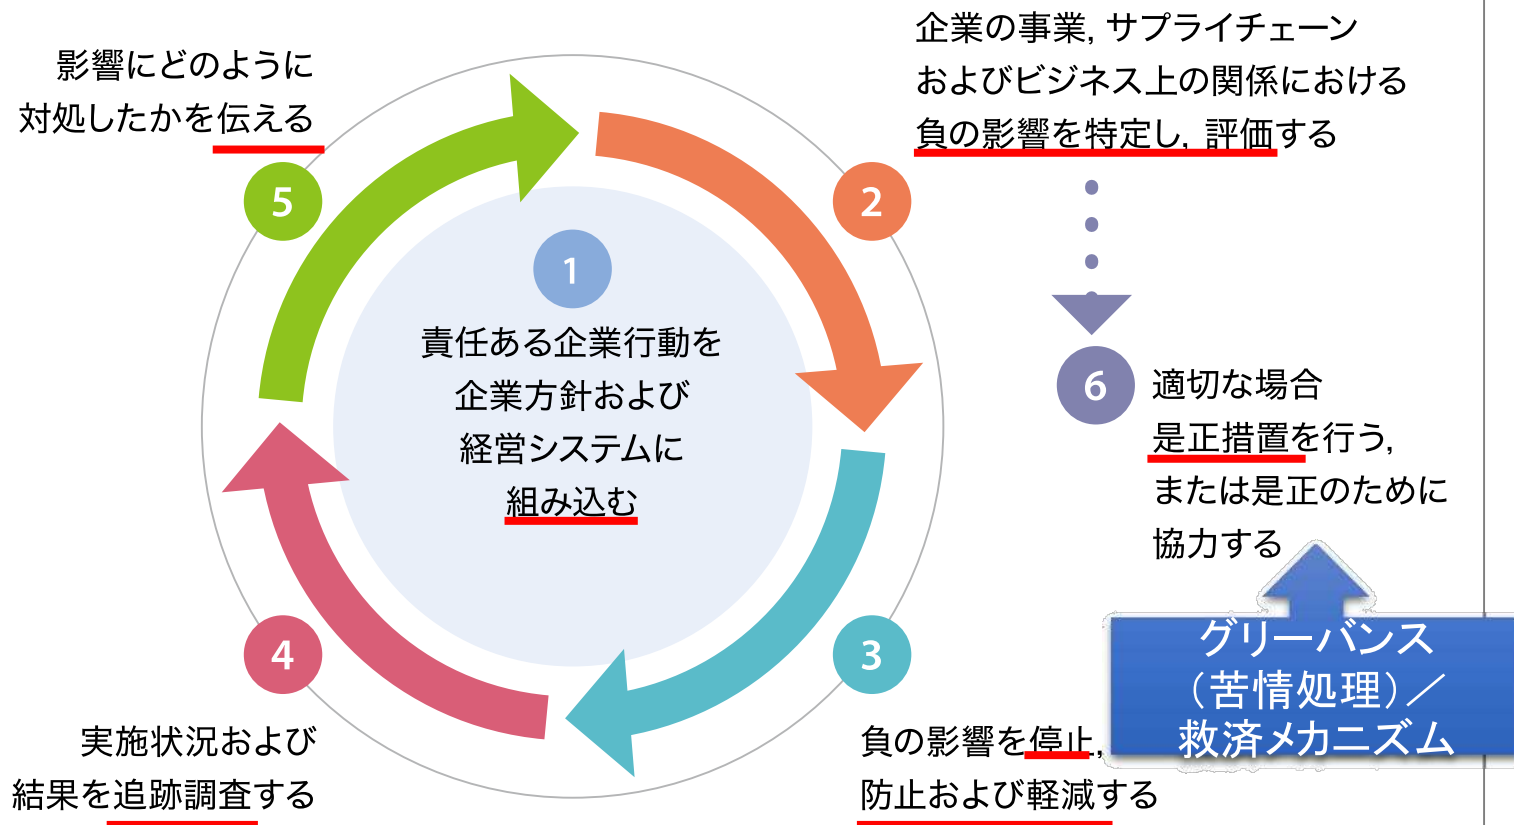 影響にどのように
対処したかを伝える
5
企業の事業, サプライチェーン
およびビジネス上の関係における
負の影響を特定し, 評価する
2
1
責任ある企業行動を
企業方針および
経営システムに
組み込む
6
適切な場合
是正措置を行う,
または是正のために
協力する
グリーバンス
（苦情処理）／
救済メカニズム
4
実施状況および
結果を追跡調査する
3
負の影響を停止,
防止および軽減する